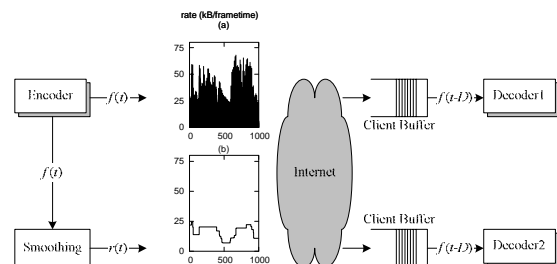 rate (kB/frametime)
(a)
75
50
25
0
0 500 1000
Encoder
f(t)
Client Buffer
f(t-D)
Decoder1
f(t)
Internet
(b)
75
50
25
0
0 500 1000
Smoothing
r(t)
Client Buffer
f(t-D)
Decoder2